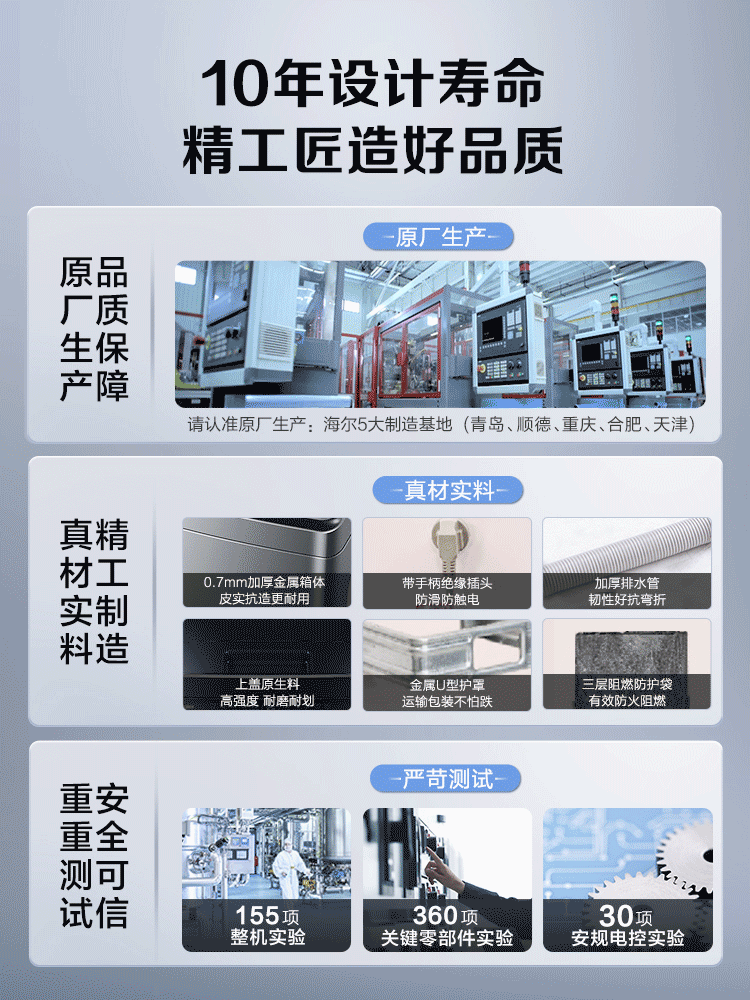 10年设计寿命
精工匠造好品质
原厂生产
品质保障
原厂生产
请认准原厂生产：海尔5大制造基地（青岛、顺德、重庆、合肥、天津）
真材实料
精工制造
真材实料
0.7mm加厚金属箱体
皮实抗造更耐用
带手柄绝缘插头
防滑防触电
加厚排水管
韧性好抗弯折
上盖原生料
高强度 耐磨耐划
金属U型护罩
运输包装不怕跌
三层阻燃防护袋
有效防火阻燃
重重测试
安全可信
严苛测试
155项
整机实验
360项
关键零部件实验
30项
安规电控实验